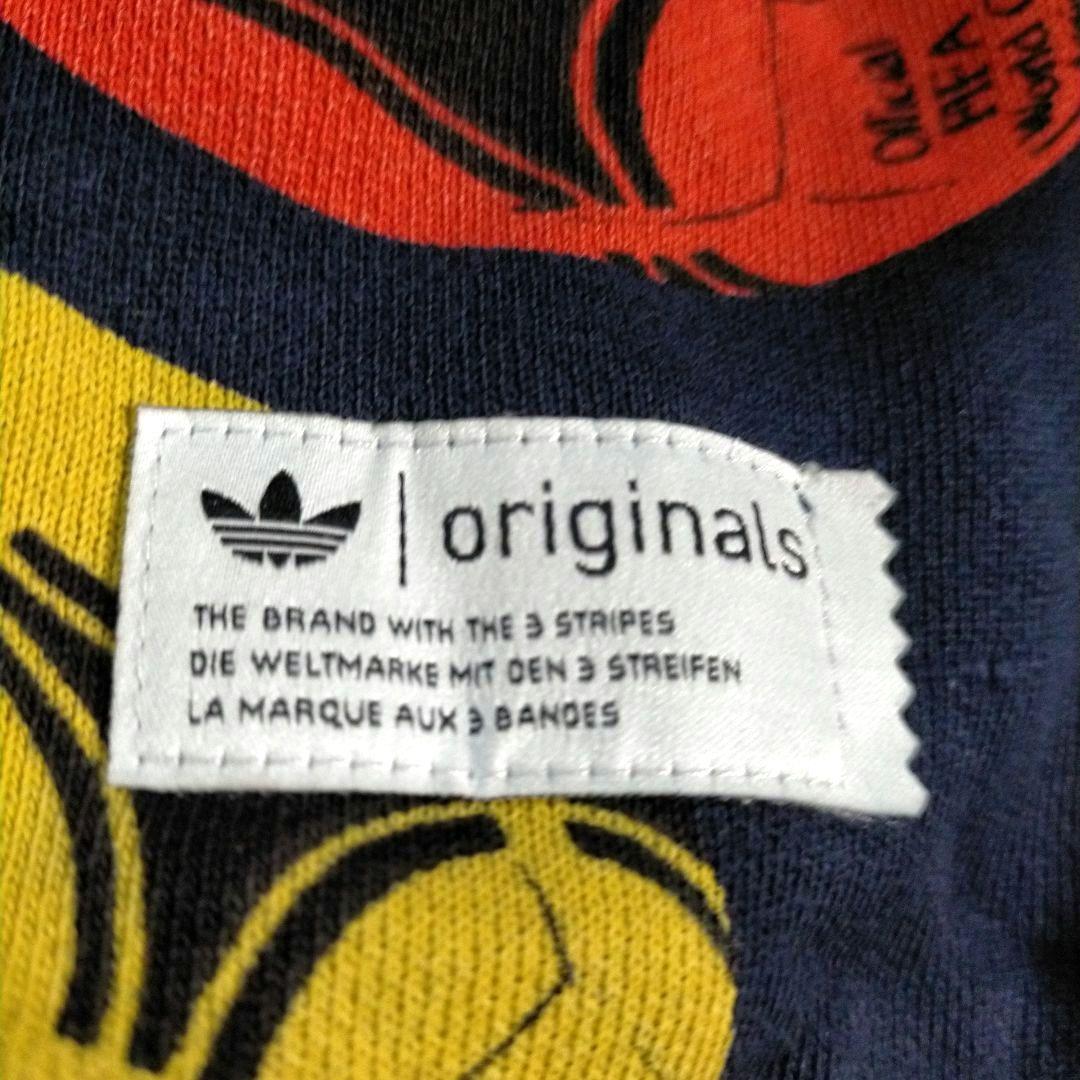 Official
FIFA
World C
originals
THE BRAND WITH THE 3 STRIPES
DIE WELTMARKE MIT DEN 3 STREIFEN
LA MARQUE AUX 3 BANDES